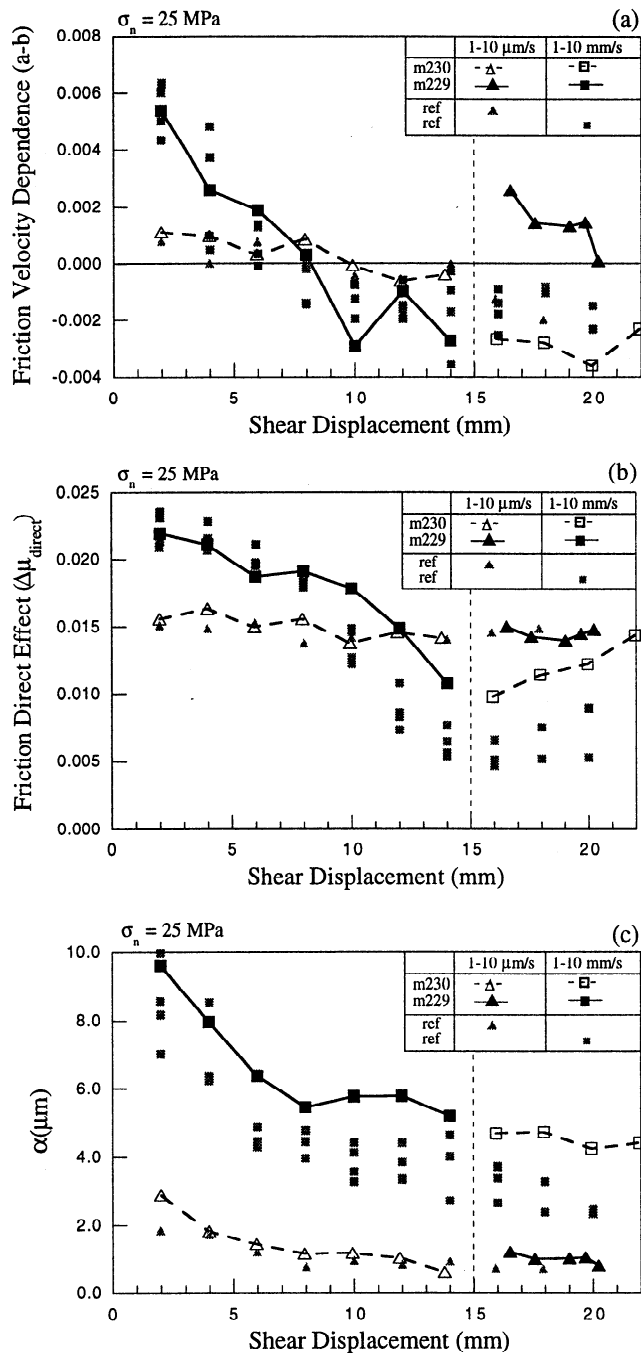 σn = 25 MPa (a)
1-10 μm/s 1-10 mm/s
m230
m229
ref
ref
Friction Velocity Dependence (a-b)
0.008
0.006
0.004
0.002
0.000
-0.002
-0.004
0 5 10 15 20
Shear Displacement (mm)
σn = 25 MPa (b)
1-10 μm/s 1-10 mm/s
m230
m229
ref
ref
Friction Direct Effect (Δμdirect)
0.025
0.020
0.015
0.010
0.005
0.000
0 5 10 15 20
Shear Displacement (mm)
σn = 25 MPa (c)
1-10 μm/s 1-10 mm/s
m230
m229
ref
ref
α(μm)
10.0
8.0
6.0
4.0
2.0
0.0
0 5 10 15 20
Shear Displacement (mm)